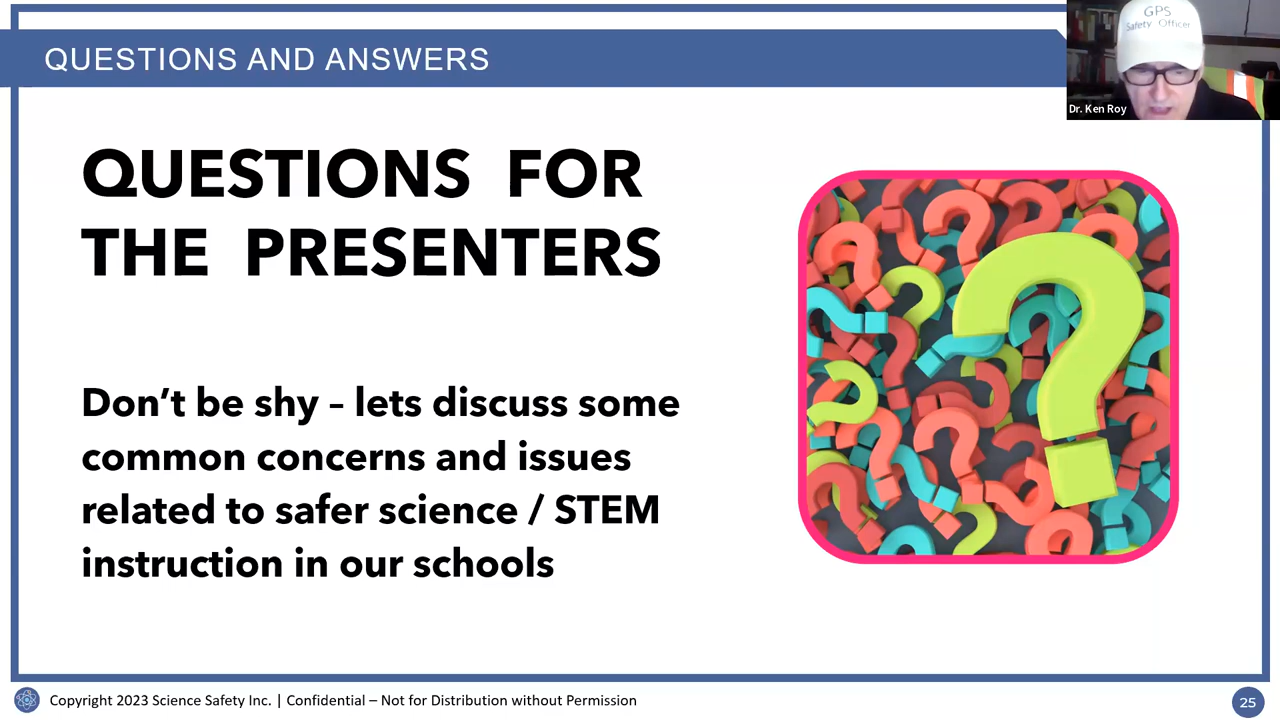 QUESTIONS AND ANSWERS
GPS
Safety Officer
Dr. Ken Roy
QUESTIONS FOR
THE PRESENTERS
Don’t be shy – lets discuss some
common concerns and issues
related to safer science / STEM
instruction in our schools
Copyright 2023 Science Safety Inc. | Confidential – Not for Distribution without Permission
25